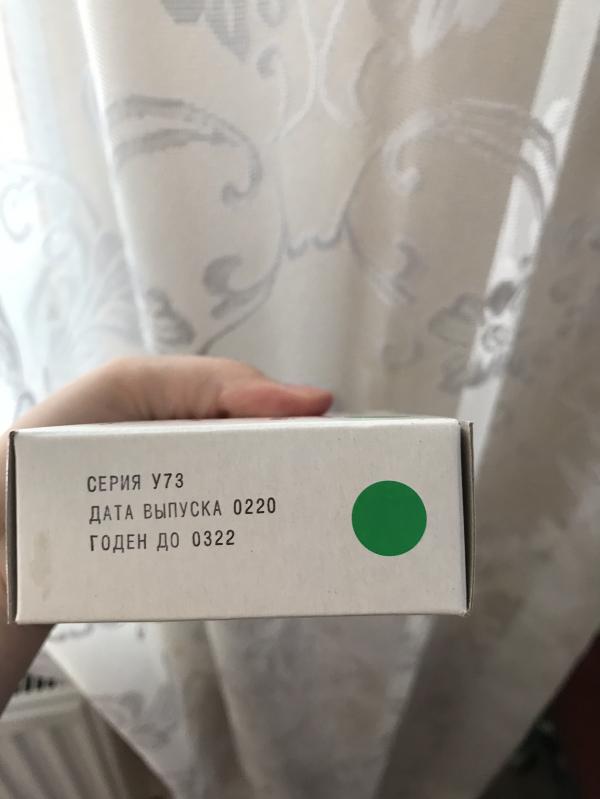 СЕРИЯ У73
ДАТА ВЫПУСКА 0220
ГОДЕН ДО 0322